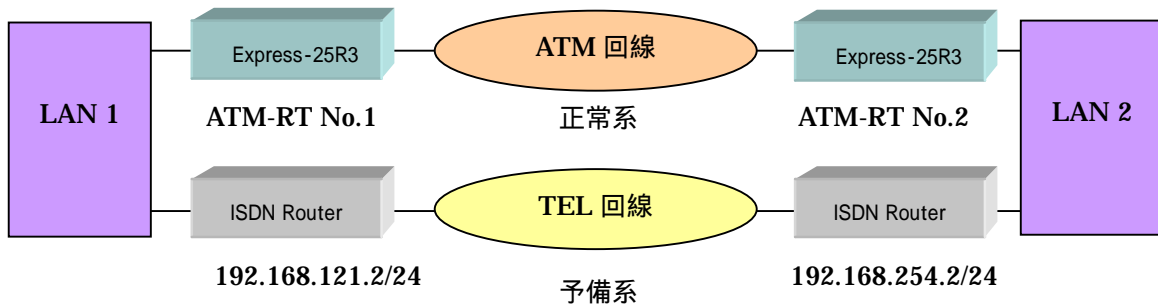 Express-25R3
ATM 回線
Express-25R3
LAN 1
LAN 2
ATM-RT No.1
正常系
ATM-RT No.2
ISDN Router
TEL 回線
ISDN Router
192.168.121.2/24
予備系
192.168.254.2/24